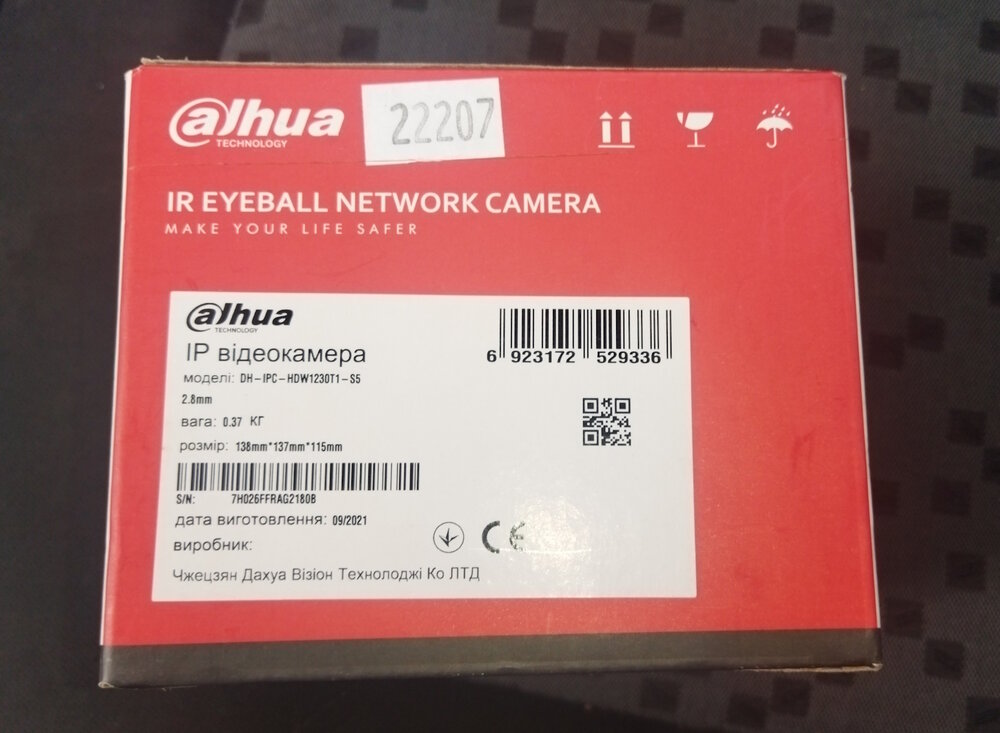 alhua
TECHNOLOGY
22207
IR EYEBALL NETWORK CAMERA
MAKE YOUR LIFE SAFER
alhua
TECHNOLOGY
IP відеокамера
моделі: DH-IPC-HDW1230T1-S5
2.8mm
вага: 0.37 КГ
розмір: 138mm*137mm*115mm
6 923172 529336
S/N: 7H026FFRAG2180B
дата виготовлення: 09/2021
виробник:
CE
Чжецзян Дахуа Візіон Технолоджі Ко ЛТД